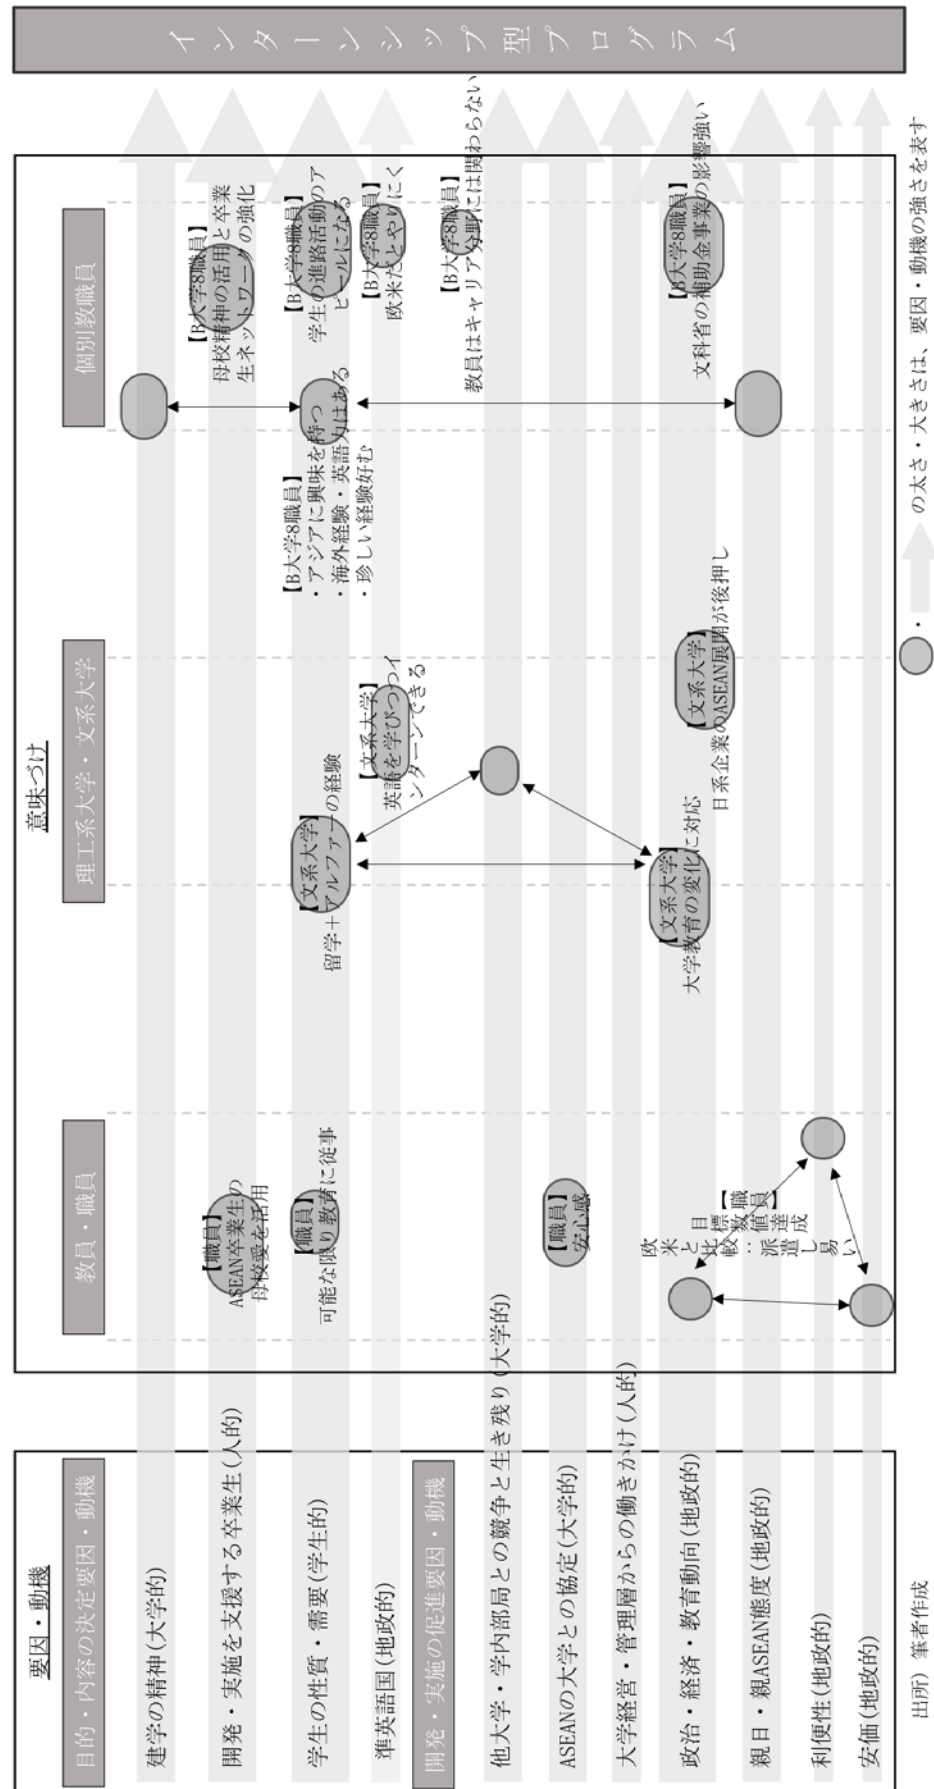 要因・動機
目的・内容の決定要因・動機
建学の精神(大学的)
開発・実施を支援する卒業生(人的)
学生の性質・需要(学生的)
準英語国(地政的)
開発・実施の促進要因・動機
他大学・学内部局との競争と生き残り(大学的)
ASEANの大学との協定(大学的)
大学経営・管理層からの働きかけ(人的)
政治・経済・教育動向(地政的)
親日・親ASEAN態度(地政的)
利便性(地政的)
安価(地政的)
意味づけ
教員・職員
【職員】
ASEAN卒業生の
母校愛を活用
【職員】
可能な限り教育に従事
【職員】
安心感
【職員】
目標数値達成
欧米と比較:派遣し易い
理工系大学・文系大学
【文系大学】
留学+アルファーの経験
【文系大学】
英語を学びつつイ
ンターンできる
【文系大学】
大学教育の変化に対応
【文系大学】
日系企業のASEAN展開が後押し
個別教職員
【B大学8職員】
母校精神の活用と卒業
生ネットワークの強化
【B大学8職員】
・アジアに興味を持つ
・海外経験・英語力はある
・珍しい経験好む
【B大学8職員】
学生の進路活動のア
ピールになる
【B大学8職員】
欧米だとやりにく
【B大学8職員】
教員はキャリア分野には関わらない
【B大学8職員】
文科省の補助金事業の影響強い
インターンシップ型プログラム
・
の太さ・大きさは、要因・動機の強さを表す
出所)筆者作成